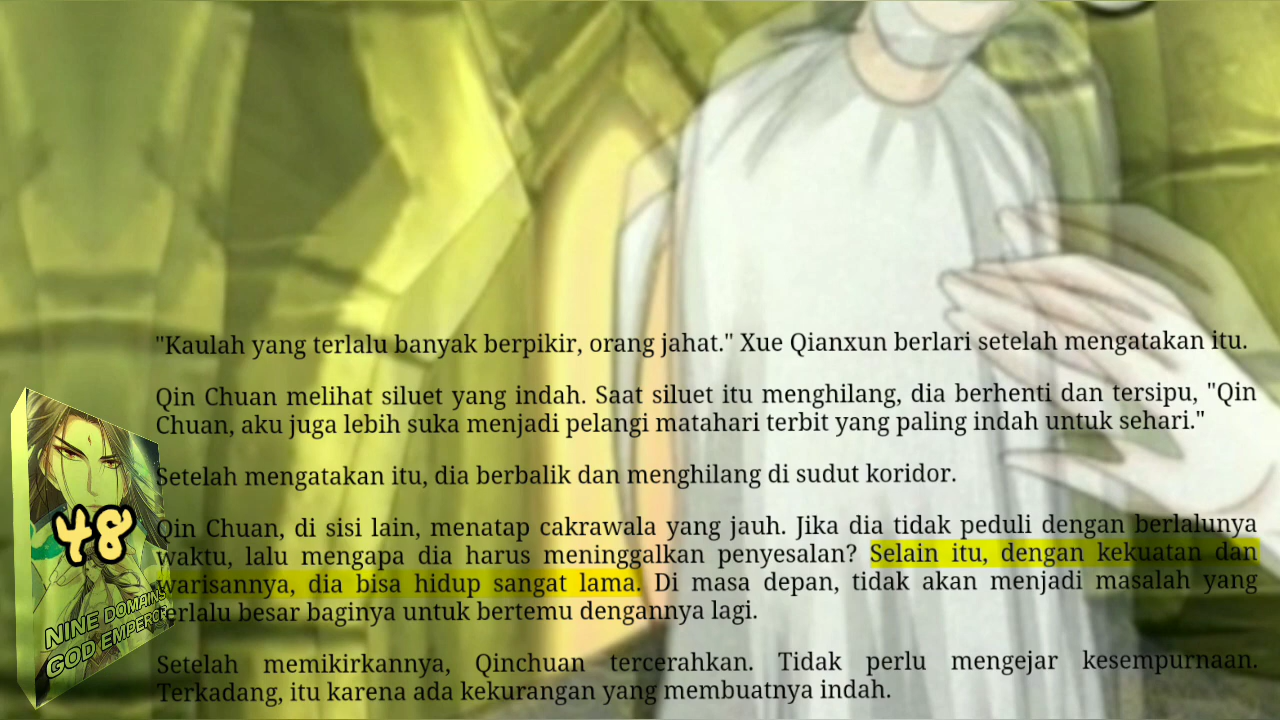 "Kaulah yang terlalu banyak berpikir, orang jahat." Xue Qianxun berlari setelah mengatakan itu.
Qin Chuan melihat siluet yang indah. Saat siluet itu menghilang, dia berhenti dan tersipu, "Qin
Chuan, aku juga lebih suka menjadi pelangi matahari terbit yang paling indah untuk sehari."
Setelah mengatakan itu, dia berbalik dan menghilang di sudut koridor.
Qin Chuan, di sisi lain, menatap cakrawala yang jauh. Jika dia tidak peduli dengan berlalunya
waktu, lalu mengapa dia harus meninggalkan penyesalan? Selain itu, dengan kekuatan dan
warisannya, dia bisa hidup sangat lama. Di masa depan, tidak akan menjadi masalah yang
terlalu besar baginya untuk bertemu dengannya lagi.
Setelah memikirkannya, Qinchuan tercerahkan. Tidak perlu mengejar kesempurnaan.
Terkadang, itu karena ada kekurangan yang membuatnya indah.
48
NINE DOMAINS
GOD EMPEROR